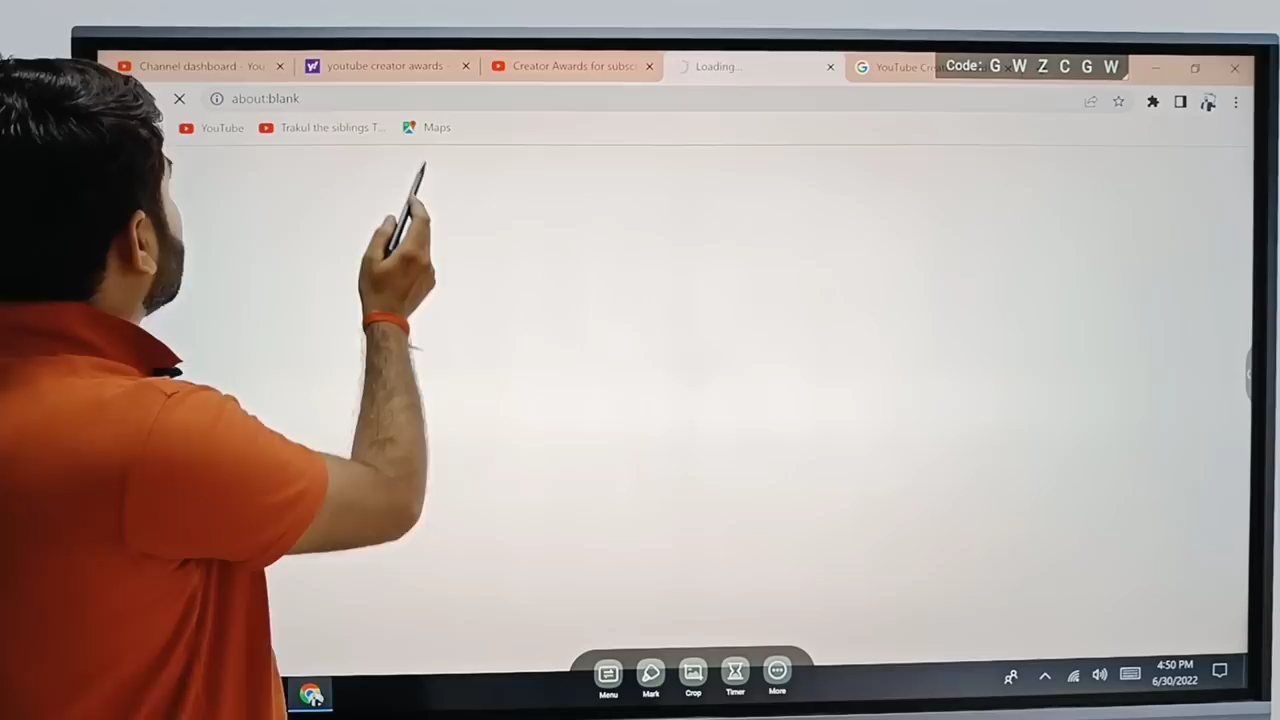 Channel dashboard - You
youtube creator awards -
Creator Awards for subsc
Loading...
YouTube Cre
Code: G W Z C G W
about:blank
YouTube
Trakul the siblings T...
Maps
Menu
Mark
Crop
Timer
More
4:50 PM
6/30/2022